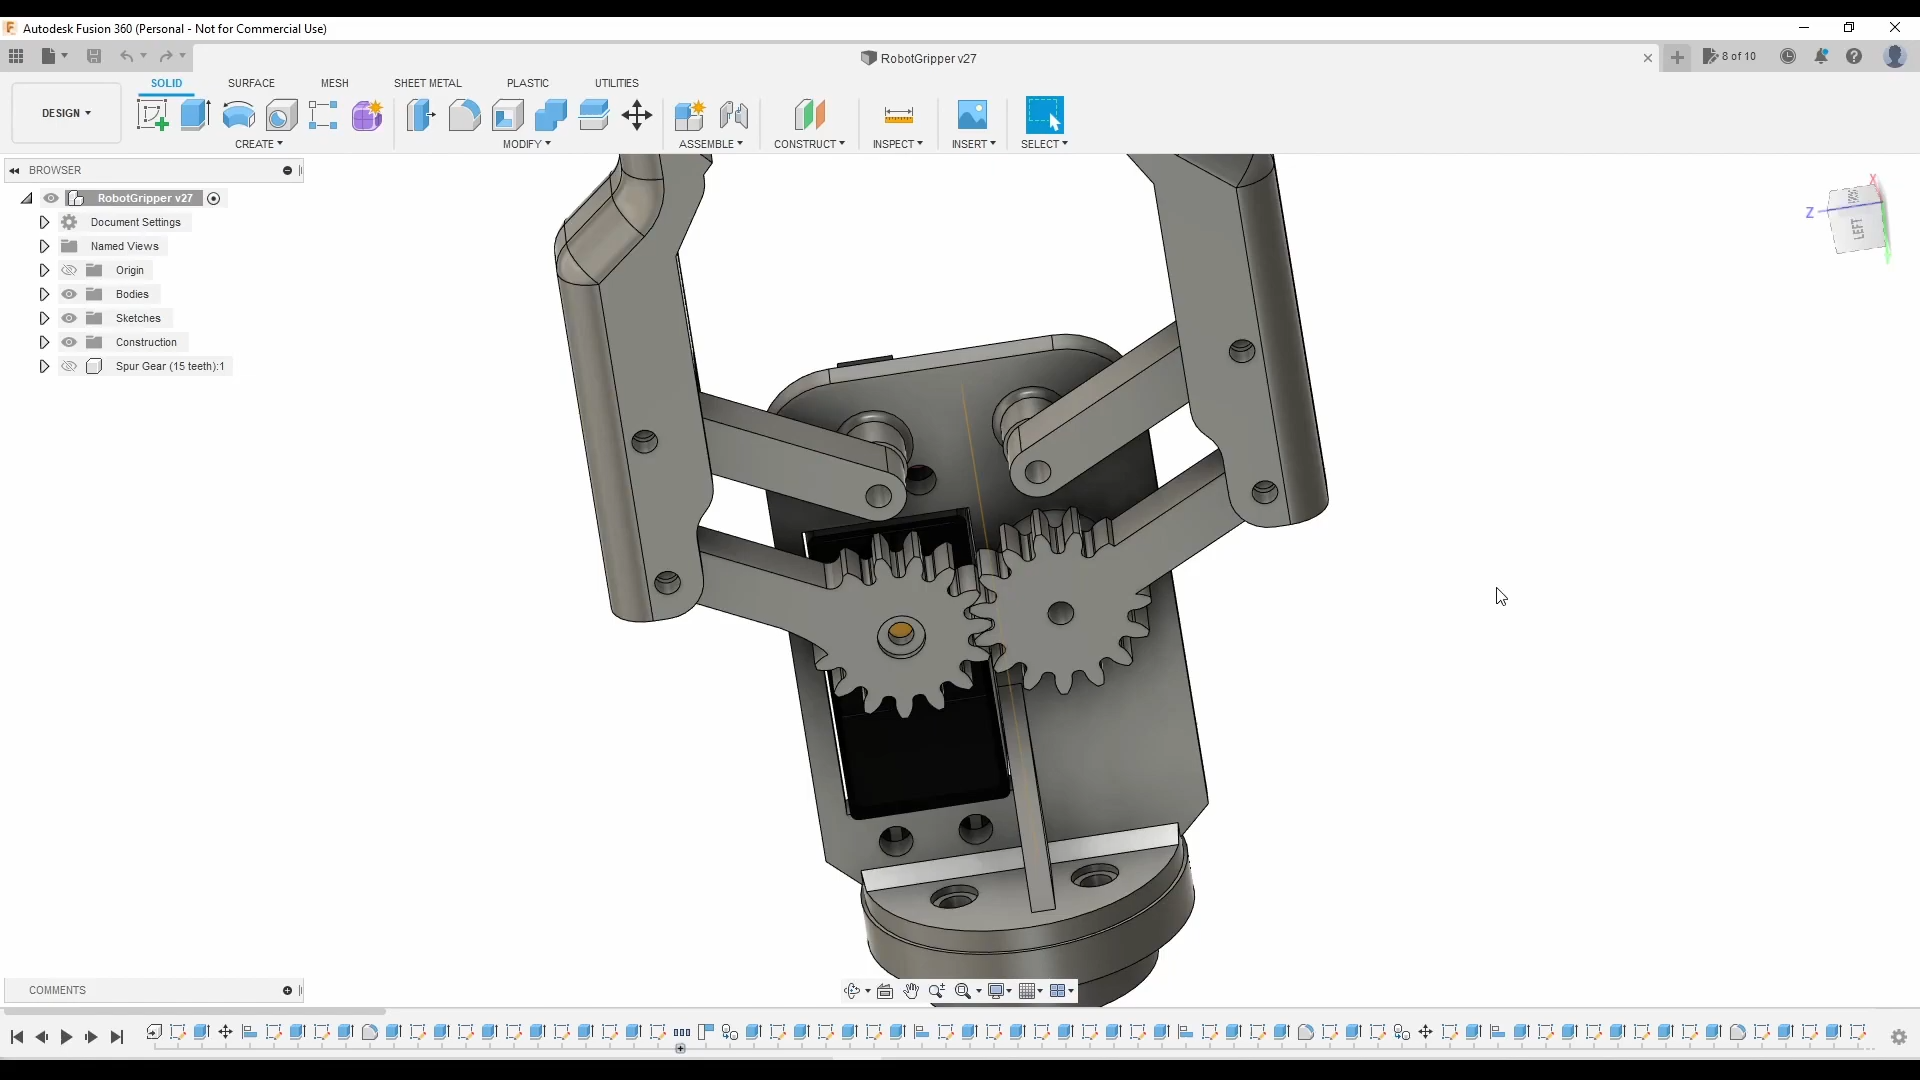 Autodesk Fusion 360 (Personal - Not for Commercial Use)
RobotGripper v27
8 of 10
DESIGN
SOLID
SURFACE
MESH
SHEET METAL
PLASTIC
UTILITIES
CREATE
MODIFY
ASSEMBLE
CONSTRUCT
INSPECT
INSERT
SELECT
BROWSER
RobotGripper v27
Document Settings
Named Views
Origin
Bodies
Sketches
Construction
Spur Gear (15 teeth):1
X
Z
LEFT
COMMENTS